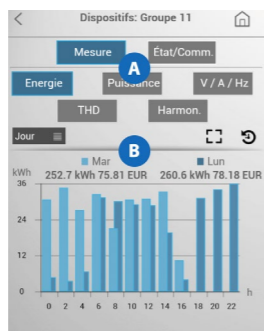 Dispositifs: Groupe 11
Mesure État/Comm.
A
Energie Puissance V / A / Hz
THD Harmon.
Jour
B
Mar Lun
kWh 252.7 kWh 75.81 EUR 260.6 kWh 78.18 EUR
36
24
12
0
0 2 4 6 8 10 12 14 16 18 20 22 h